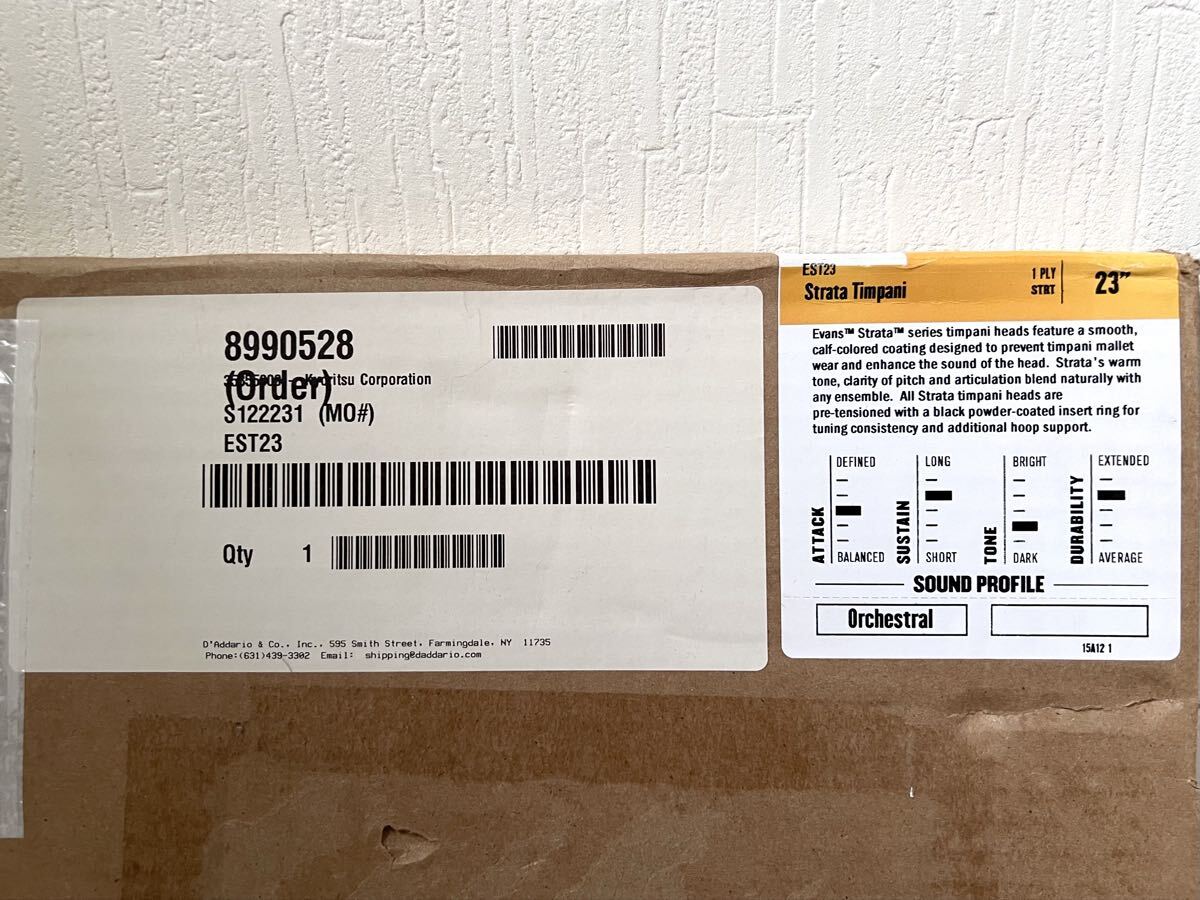 8990528
(Order)
Kyoritsu Corporation
S122231 (MO#)
EST23
Qty 1
D'Addario & Co., Inc., 595 Smith Street, Farmingdale, NY 11735
Phone:(631)439-3302 Email: shipping@daddario.com
EST23
Strata Timpani
1 PLY
STRT
23"
Evans™ Strata™ series timpani heads feature a smooth,
calf-colored coating designed to prevent timpani mallet
wear and enhance the sound of the head. Strata's warm
tone, clarity of pitch and articulation blend naturally with
any ensemble. All Strata timpani heads are
pre-tensioned with a black powder-coated insert ring for
tuning consistency and additional hoop support.
ATTACK
DEFINED
BALANCED
SUSTAIN
LONG
SHORT
TONE
BRIGHT
DARK
DURABILITY
EXTENDED
AVERAGE
SOUND PROFILE
Orchestral
15A12 1